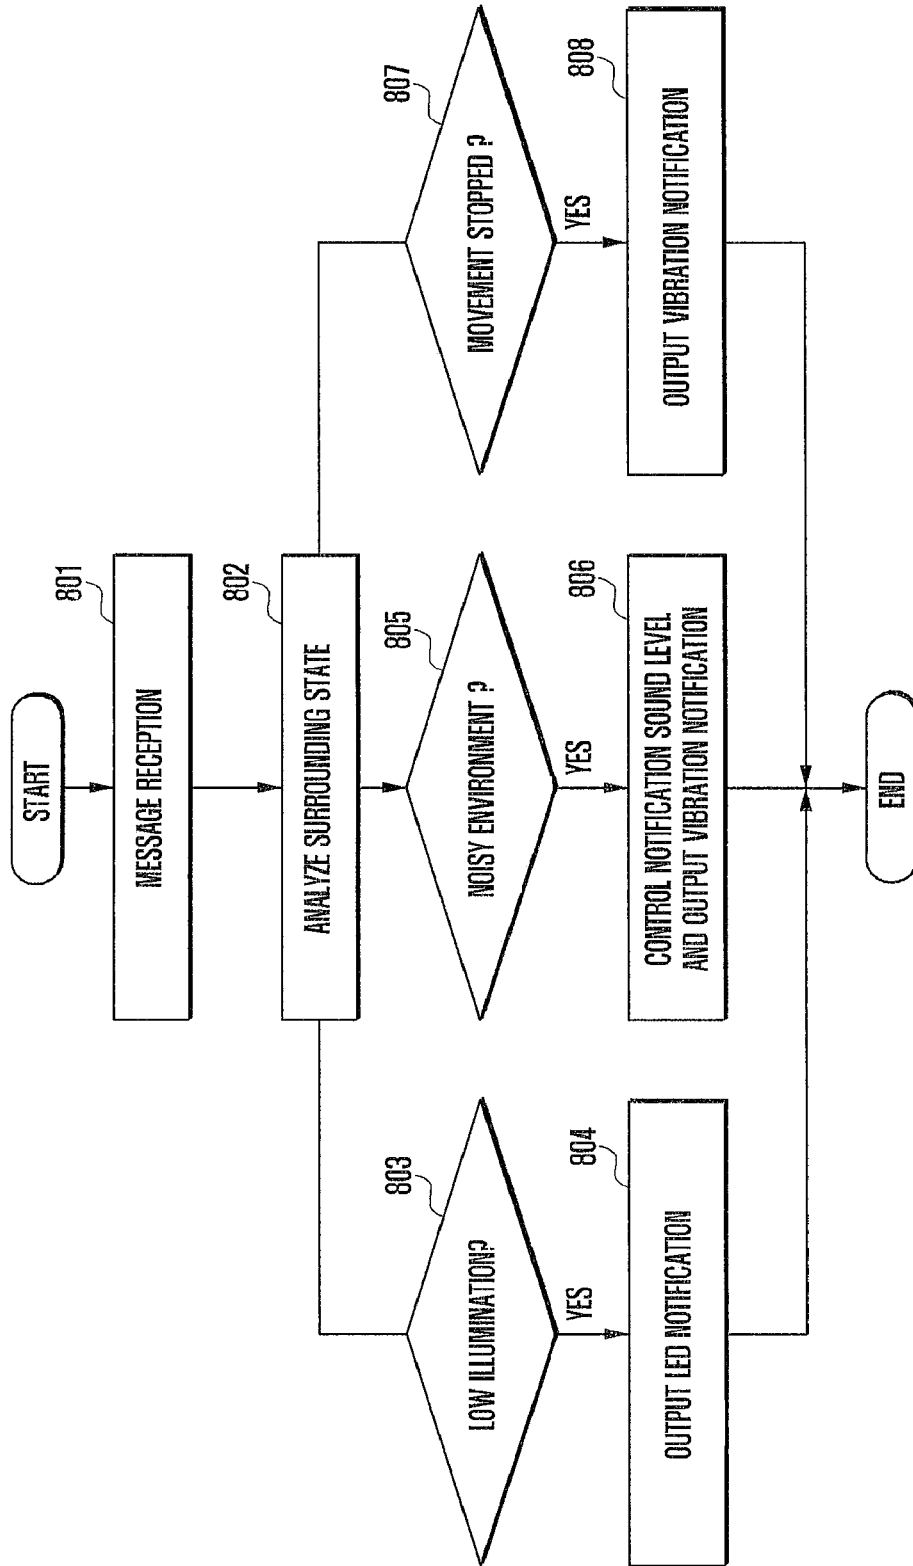 START
801
MESSAGE RECEPTION
802
ANALYZE SURROUNDING STATE
803
LOW ILLUMINATION?
YES
804
OUTPUT LED NOTIFICATION
805
NOISY ENVIRONMENT ?
YES
806
CONTROL NOTIFICATION SOUND LEVEL
AND OUTPUT VIBRATION NOTIFICATION
807
MOVEMENT STOPPED ?
YES
808
OUTPUT VIBRATION NOTIFICATION
END